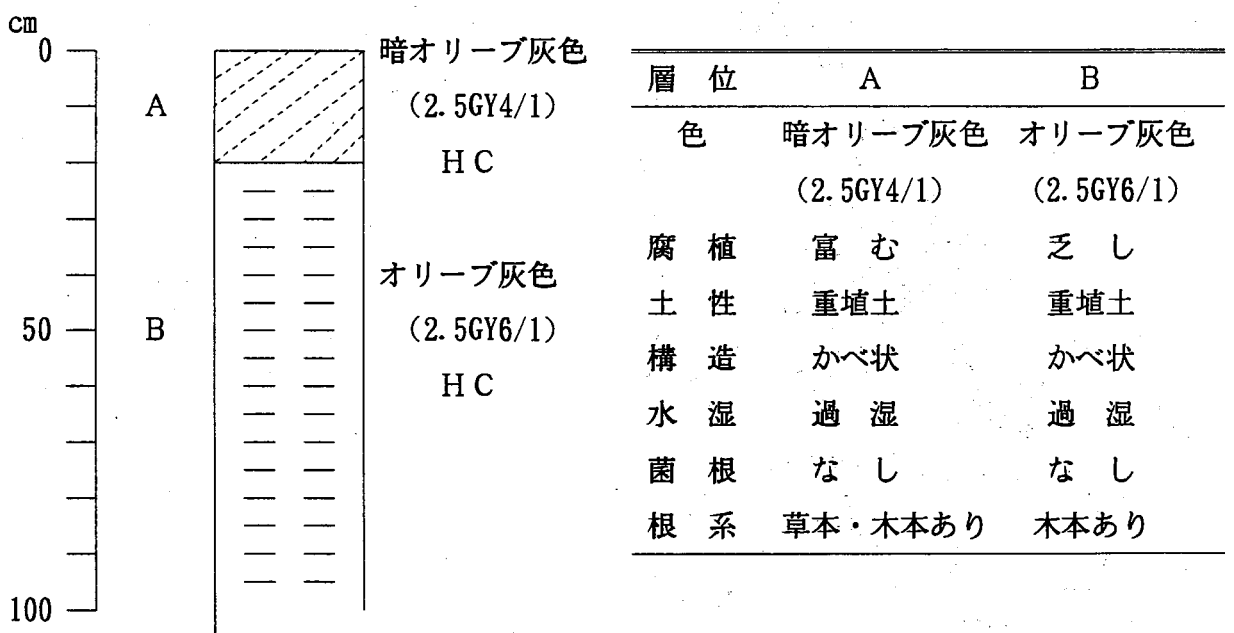 cm
0
A
暗オリーブ灰色
(2.5GY4/1)
HC
50
B
オリーブ灰色
(2.5GY6/1)
HC
100
層 位 A B
色 暗オリーブ灰色 オリーブ灰色
(2.5GY4/1) (2.5GY6/1)
腐 植 富 む 乏 し
土 性 重埴土 重埴土
構 造 かべ状 かべ状
水 湿 過 湿 過 湿
菌 根 な し な し
根 系 草本・木本あり 木本あり